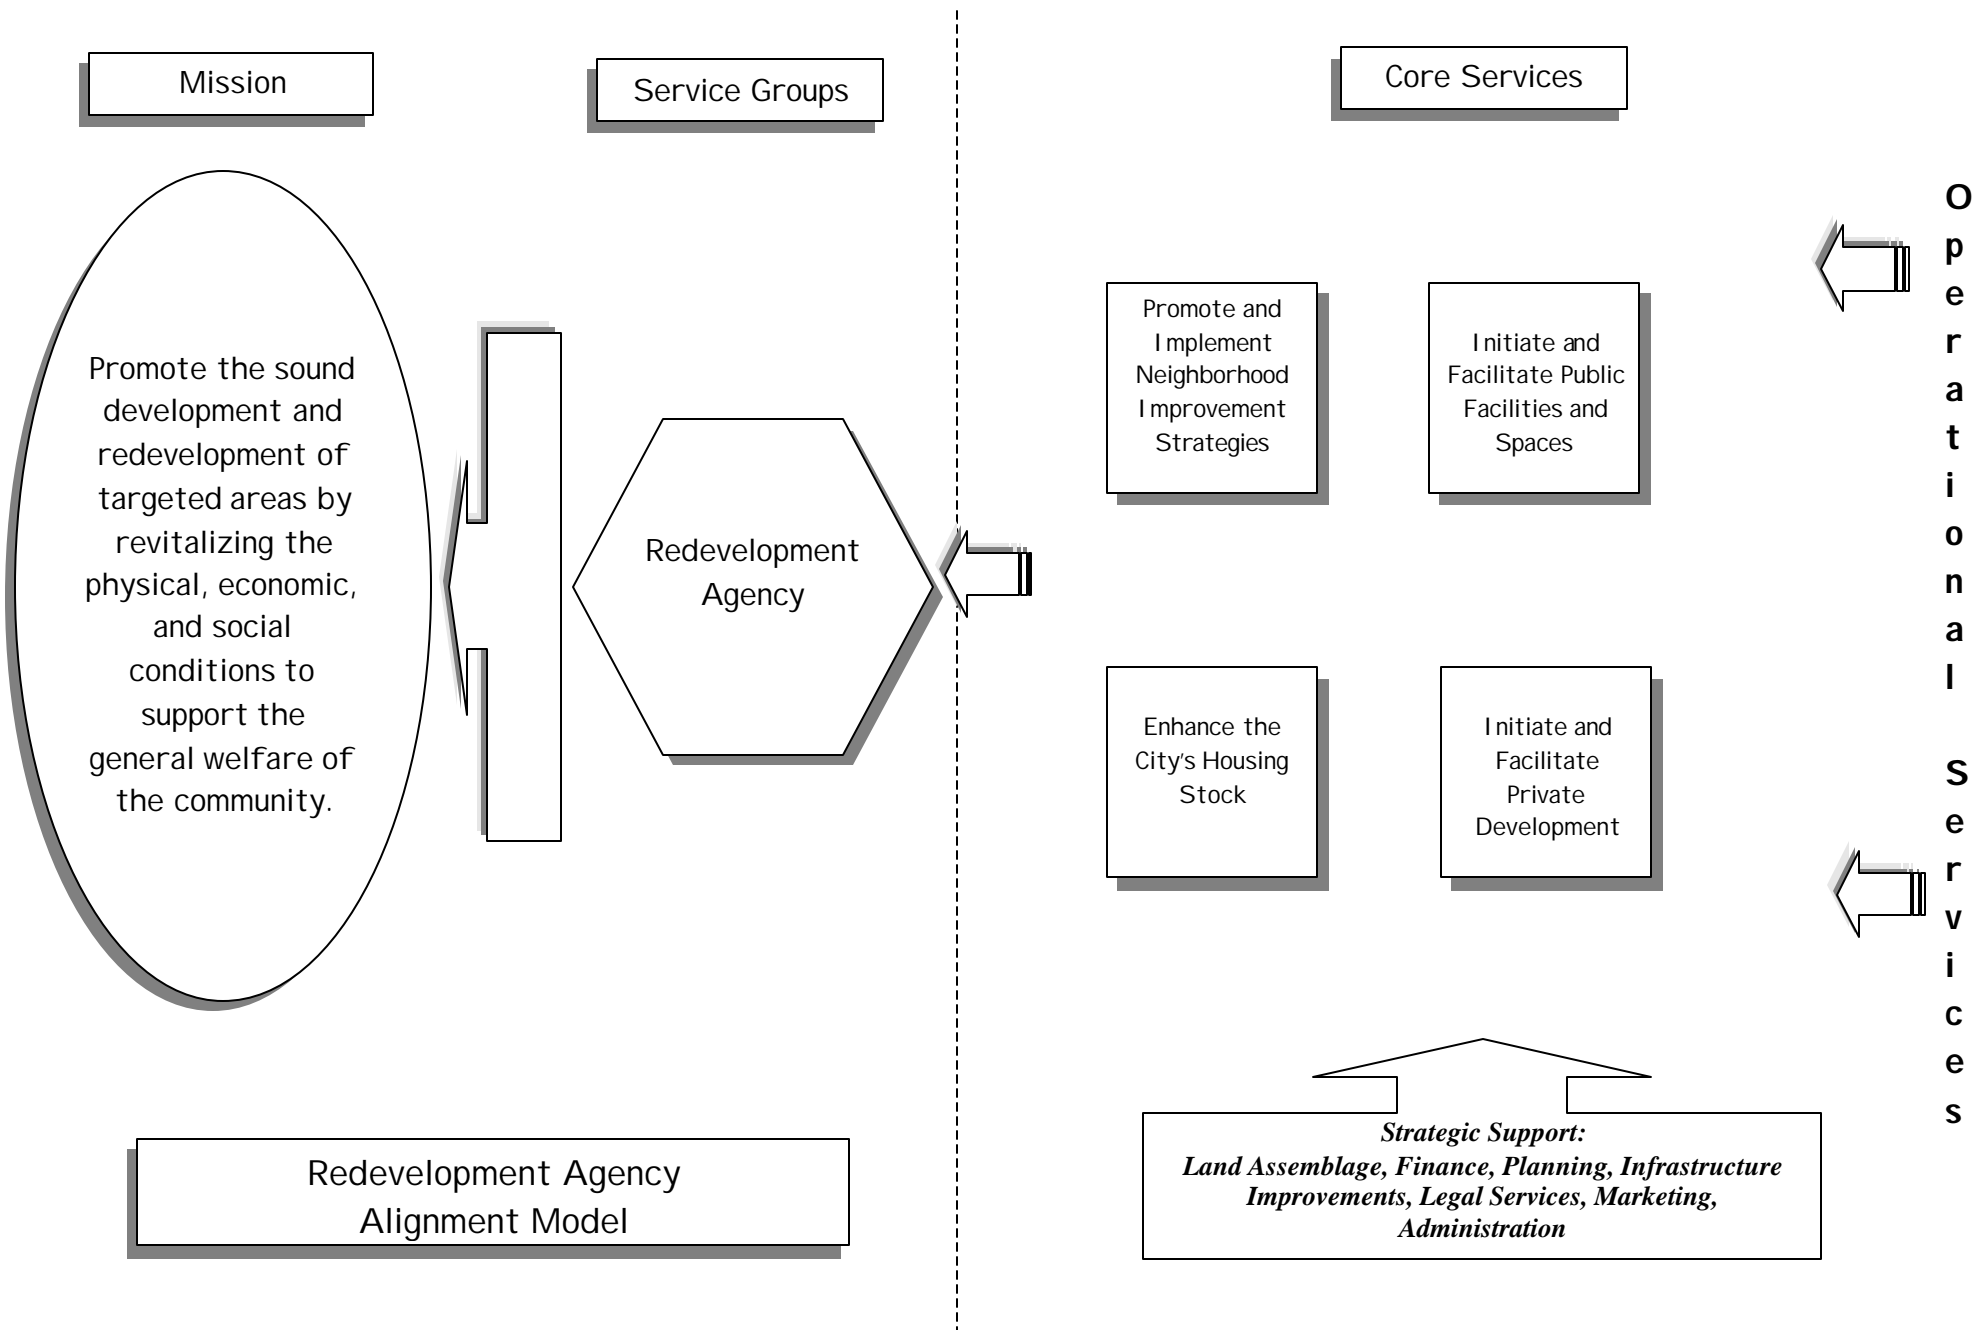 Mission
Service Groups
Core Services
Promote the sound
development and
redevelopment of
targeted areas by
revitalizing the
physical, economic,
and social
conditions to
support the
general welfare of
the community.
Redevelopment
Agency
Promote and
Implement
Neighborhood
Improvement
Strategies
Initiate and
Facilitate Public
Facilities and
Spaces
Enhance the
City's Housing
Stock
Initiate and
Facilitate
Private
Development
Operational Services
Strategic Support:
Land Assemblage, Finance, Planning, Infrastructure
Improvements, Legal Services, Marketing,
Administration
Redevelopment Agency
Alignment Model